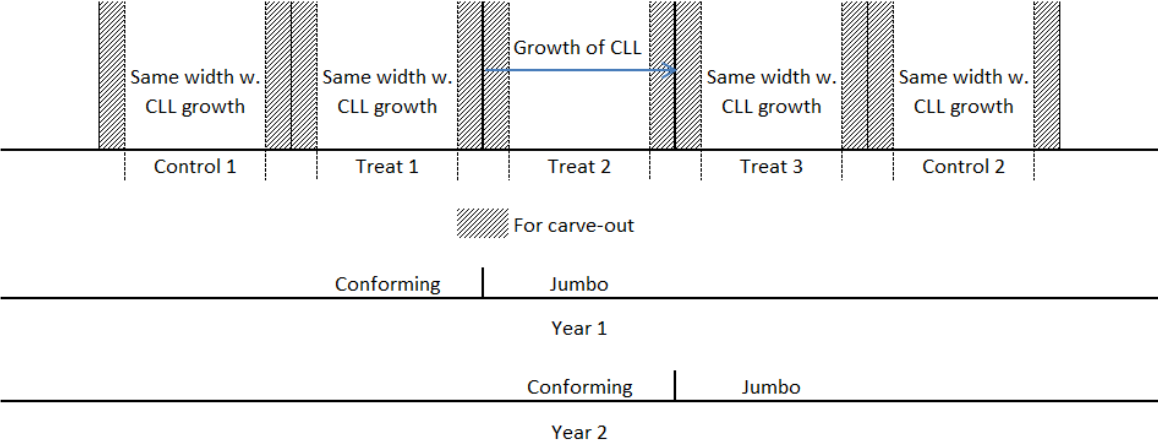 Growth of CLL
Same width w. CLL growth
Same width w. CLL growth
Same width w. CLL growth
Same width w. CLL growth
Control 1 Treat 1 Treat 2 Treat 3 Control 2
For carve-out
Conforming Jumbo
Year 1
Conforming Jumbo
Year 2